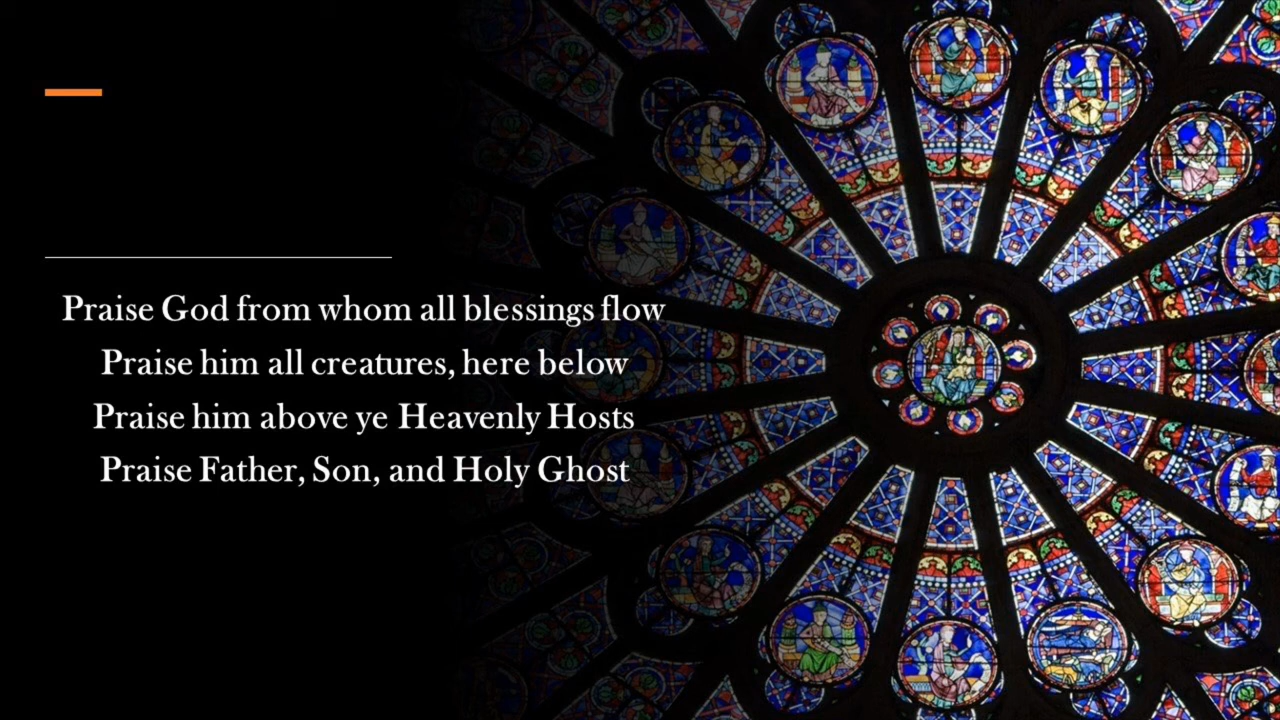 Praise God from whom all blessings flow
Praise him all creatures, here below
Praise him above ye Heavenly Hosts
Praise Father, Son, and Holy Ghost